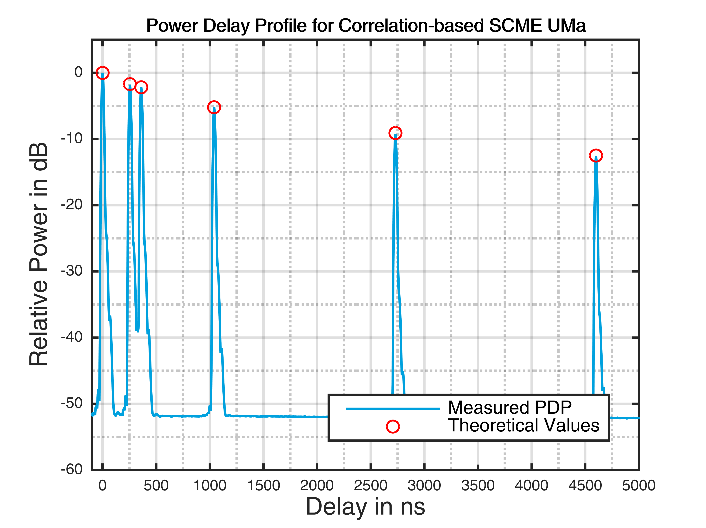 Power Delay Profile for Correlation-based SCME UMa
Relative Power in dB
0
-10
-20
-30
-40
-50
-60
Measured PDP
Theoretical Values
0 500 1000 1500 2000 2500 3000 3500 4000 4500 5000
Delay in ns